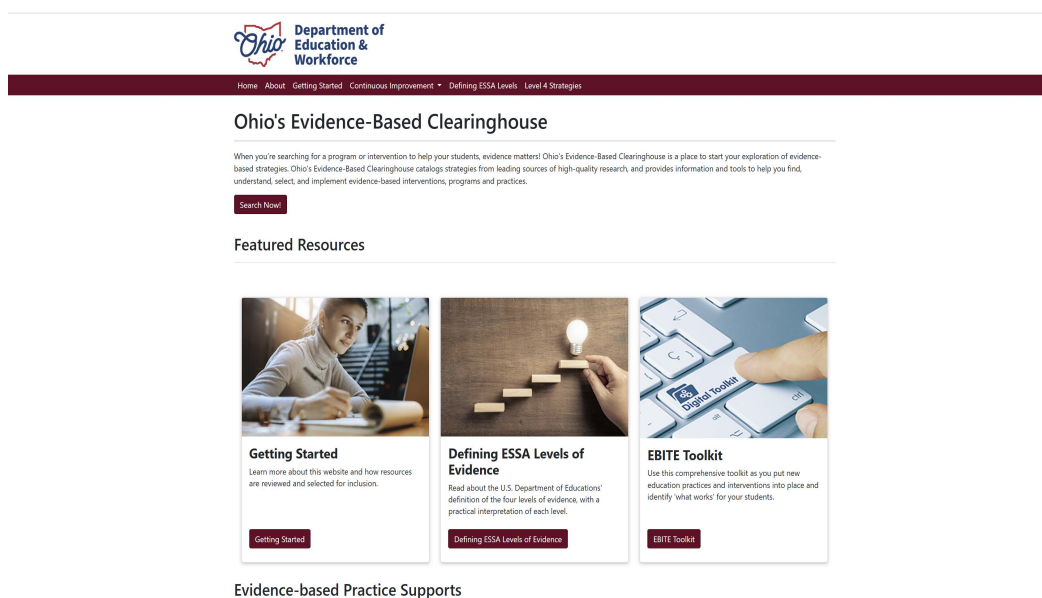 Ohio
Department of
Education &
Workforce
Home About Getting Started Continuous Improvement Defining ESSA Levels Level 4 Strategies
Ohio's Evidence-Based Clearinghouse
When you're searching for a program or intervention to help your students, evidence matters! Ohio's Evidence-Based Clearinghouse is a place to start your exploration of evidence-
based strategies. Ohio's Evidence-Based Clearinghouse catalogs strategies from leading sources of high-quality research, and provides information and tools to help you find,
understand, select, and implement evidence-based interventions, programs and practices.
Search Now!
Featured Resources
Digital Toolkit
ctrl
alt
Ç
Getting Started
Learn more about this website and how resources
are reviewed and selected for inclusion.
Getting Started
Defining ESSA Levels of
Evidence
Read about the U.S. Department of Educations'
definition of the four levels of evidence, with a
practical interpretation of each level.
Defining ESSA Levels of Evidence
EBITE Toolkit
Use this comprehensive toolkit as you put new
education practices and interventions into place and
identify 'what works' for your students.
EBITE Toolkit
Evidence-based Practice Supports